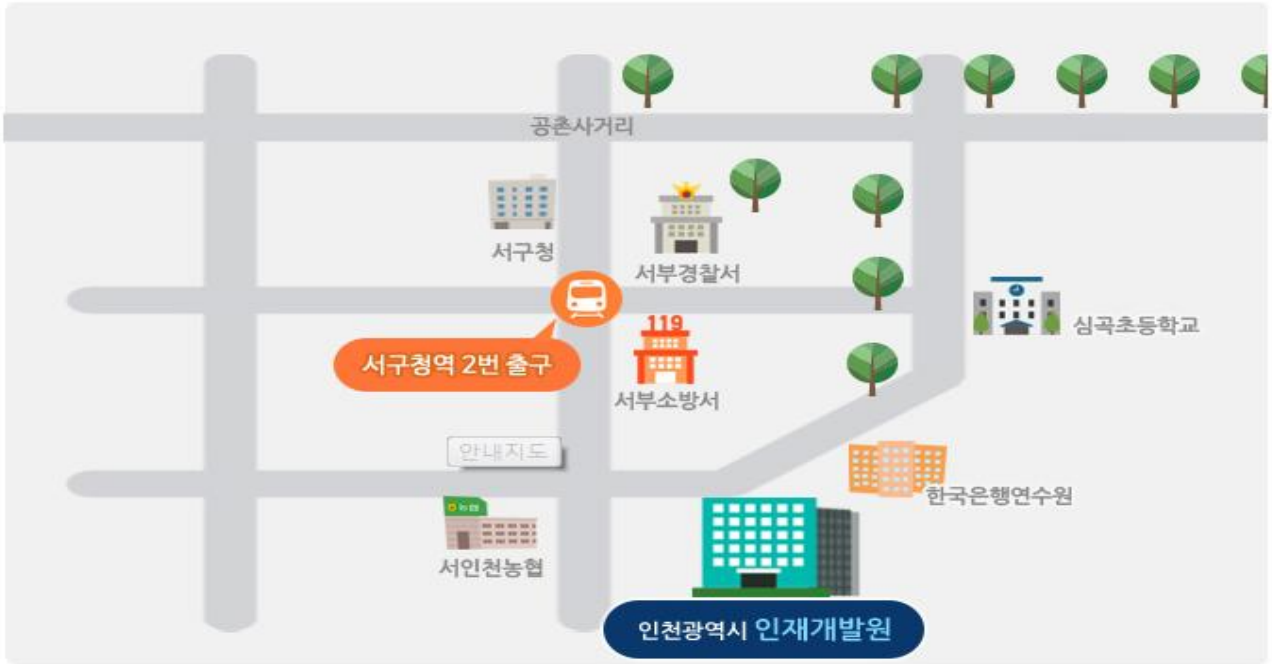 공촌사거리
서구청
서부경찰서
심곡초등학교
119
서구청역 2번 출구
서부소방서
안내지도
한국은행연수원
농협
서인천농협
인천광역시 인재개발원